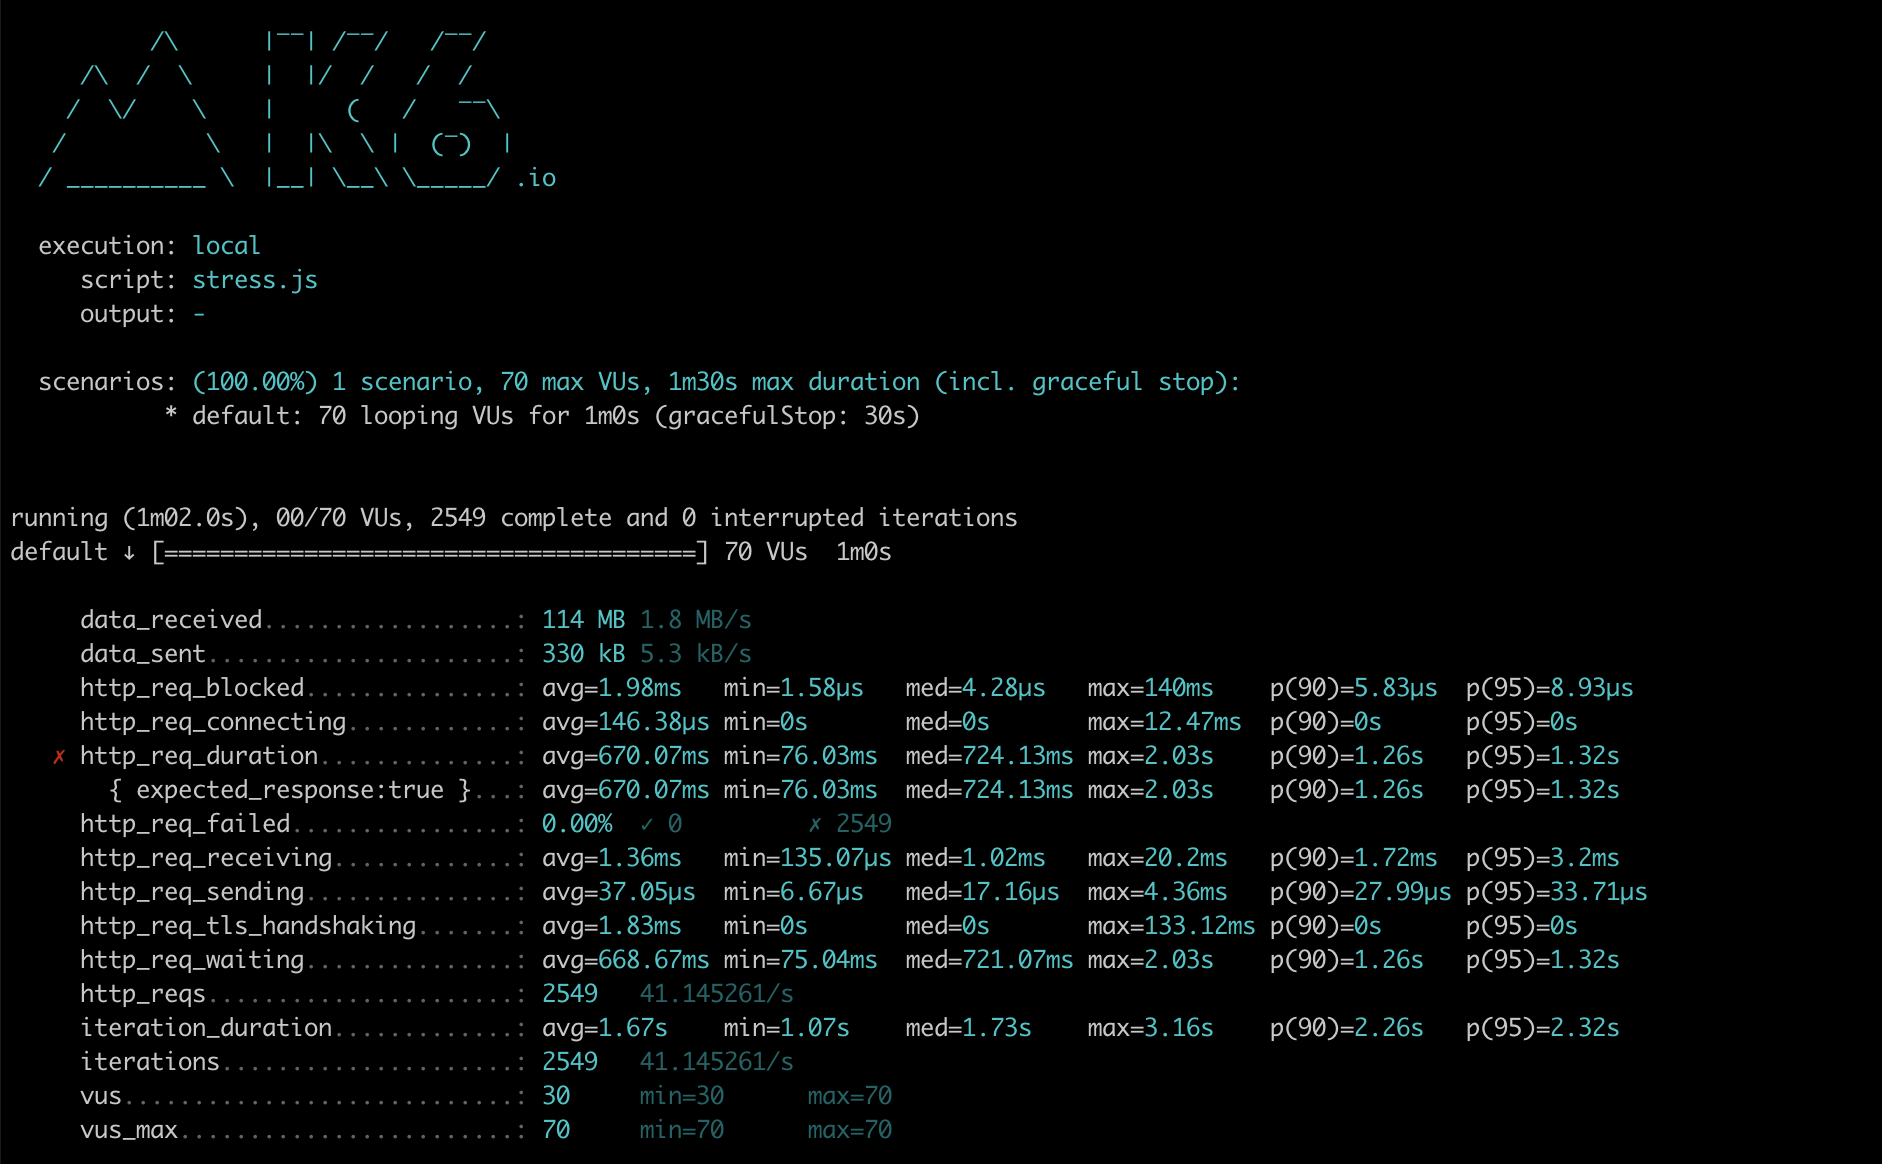 /\      |‾‾| /‾‾/   /‾‾/
     /\  /  \     |  |/  /   /  /
    /  \/    \    |     (   /   ‾‾\
   /          \   |  |\  \ |  (‾)  |
  / __________ \  |__| \__\ \_____/ .io
execution: local
script: stress.js
output: -
scenarios: (100.00%) 1 scenario, 70 max VUs, 1m30s max duration (incl. graceful stop):
* default: 70 looping VUs for 1m0s (gracefulStop: 30s)
running (1m02.0s), 00/70 VUs, 2549 complete and 0 interrupted iterations
default ↓ [======================================] 70 VUs  1m0s
data_received..................: 114 MB 1.8 MB/s
data_sent......................: 330 kB 5.3 kB/s
http_req_blocked...............: avg=1.98ms   min=1.58µs   med=4.28µs   max=140ms    p(90)=5.83µs  p(95)=8.93µs
http_req_connecting............: avg=146.38µs min=0s       med=0s       max=12.47ms  p(90)=0s      p(95)=0s
✗ http_req_duration..............: avg=670.07ms min=76.03ms  med=724.13ms max=2.03s    p(90)=1.26s   p(95)=1.32s
{ expected_response:true }...: avg=670.07ms min=76.03ms  med=724.13ms max=2.03s    p(90)=1.26s   p(95)=1.32s
http_req_failed................: 0.00%  ✓ 0         ✗ 2549
http_req_receiving.............: avg=1.36ms   min=135.07µs med=1.02ms   max=20.2ms   p(90)=1.72ms  p(95)=3.2ms
http_req_sending...............: avg=37.05µs  min=6.67µs   med=17.16µs  max=4.36ms   p(90)=27.99µs p(95)=33.71µs
http_req_tls_handshaking.......: avg=1.83ms   min=0s       med=0s       max=133.12ms p(90)=0s      p(95)=0s
http_req_waiting...............: avg=668.67ms min=75.04ms  med=721.07ms max=2.03s    p(90)=1.26s   p(95)=1.32s
http_reqs......................: 2549   41.145261/s
iteration_duration.............: avg=1.67s    min=1.07s    med=1.73s    max=3.16s    p(90)=2.26s   p(95)=2.32s
iterations.....................: 2549   41.145261/s
vus............................: 30     min=30      max=70
vus_max........................: 70     min=70      max=70